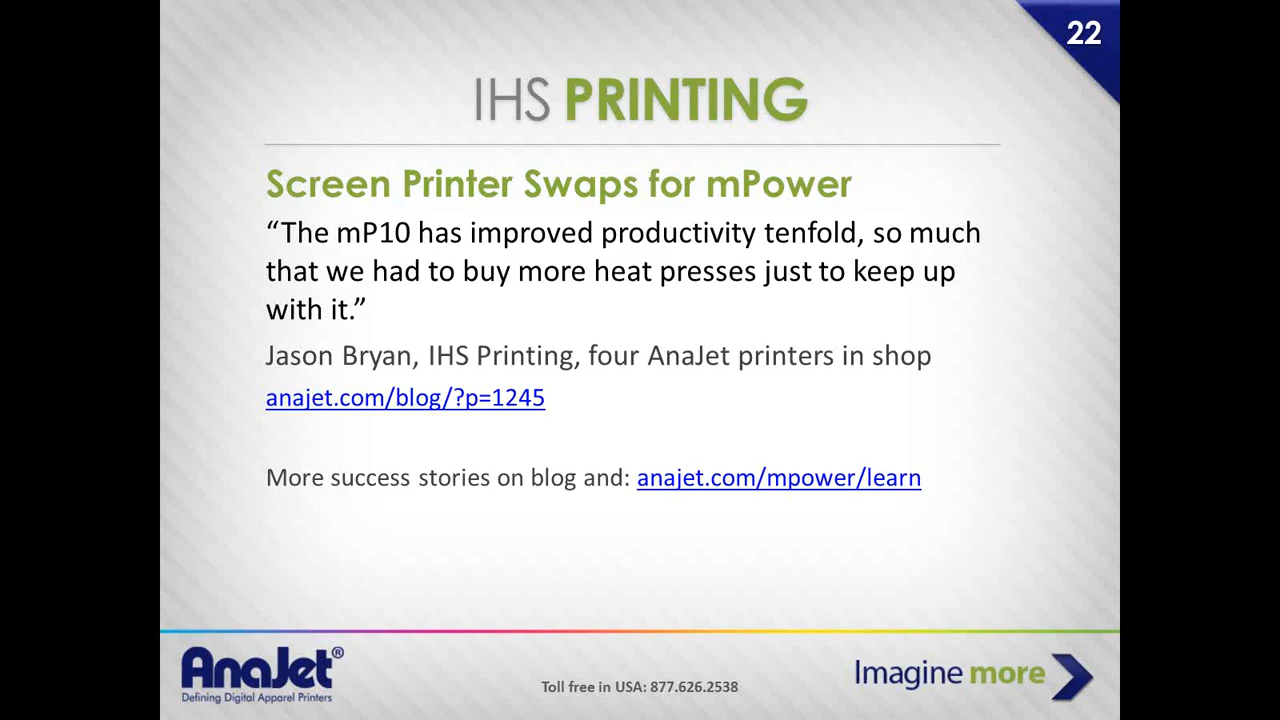 22
IHS PRINTING
Screen Printer Swaps for mPower
“The mP10 has improved productivity tenfold, so much
that we had to buy more heat presses just to keep up
with it.”
Jason Bryan, IHS Printing, four AnaJet printers in shop
anajet.com/blog/?p=1245
More success stories on blog and: anajet.com/mpower/learn
AnaJet®
Defining Digital Apparel Printers
Toll free in USA: 877.626.2538
Imagine more